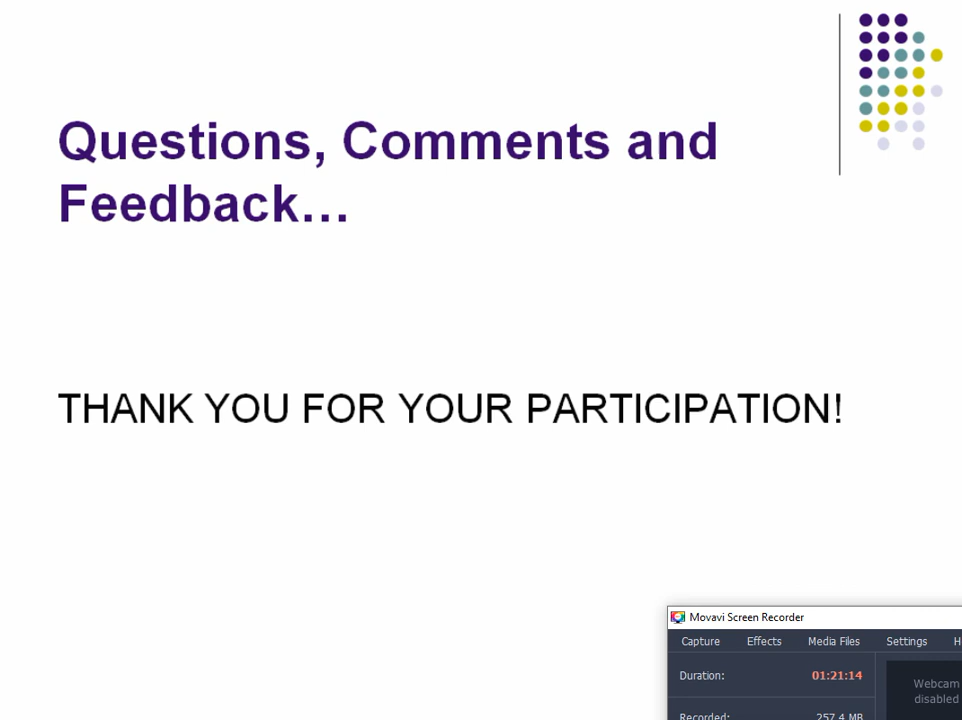 Questions, Comments and
Feedback...
THANK YOU FOR YOUR PARTICIPATION!
Movavi Screen Recorder
Capture Effects Media Files Settings
Duration: 01:21:14
Webcam
disabled
Recorded: 257.4 MB